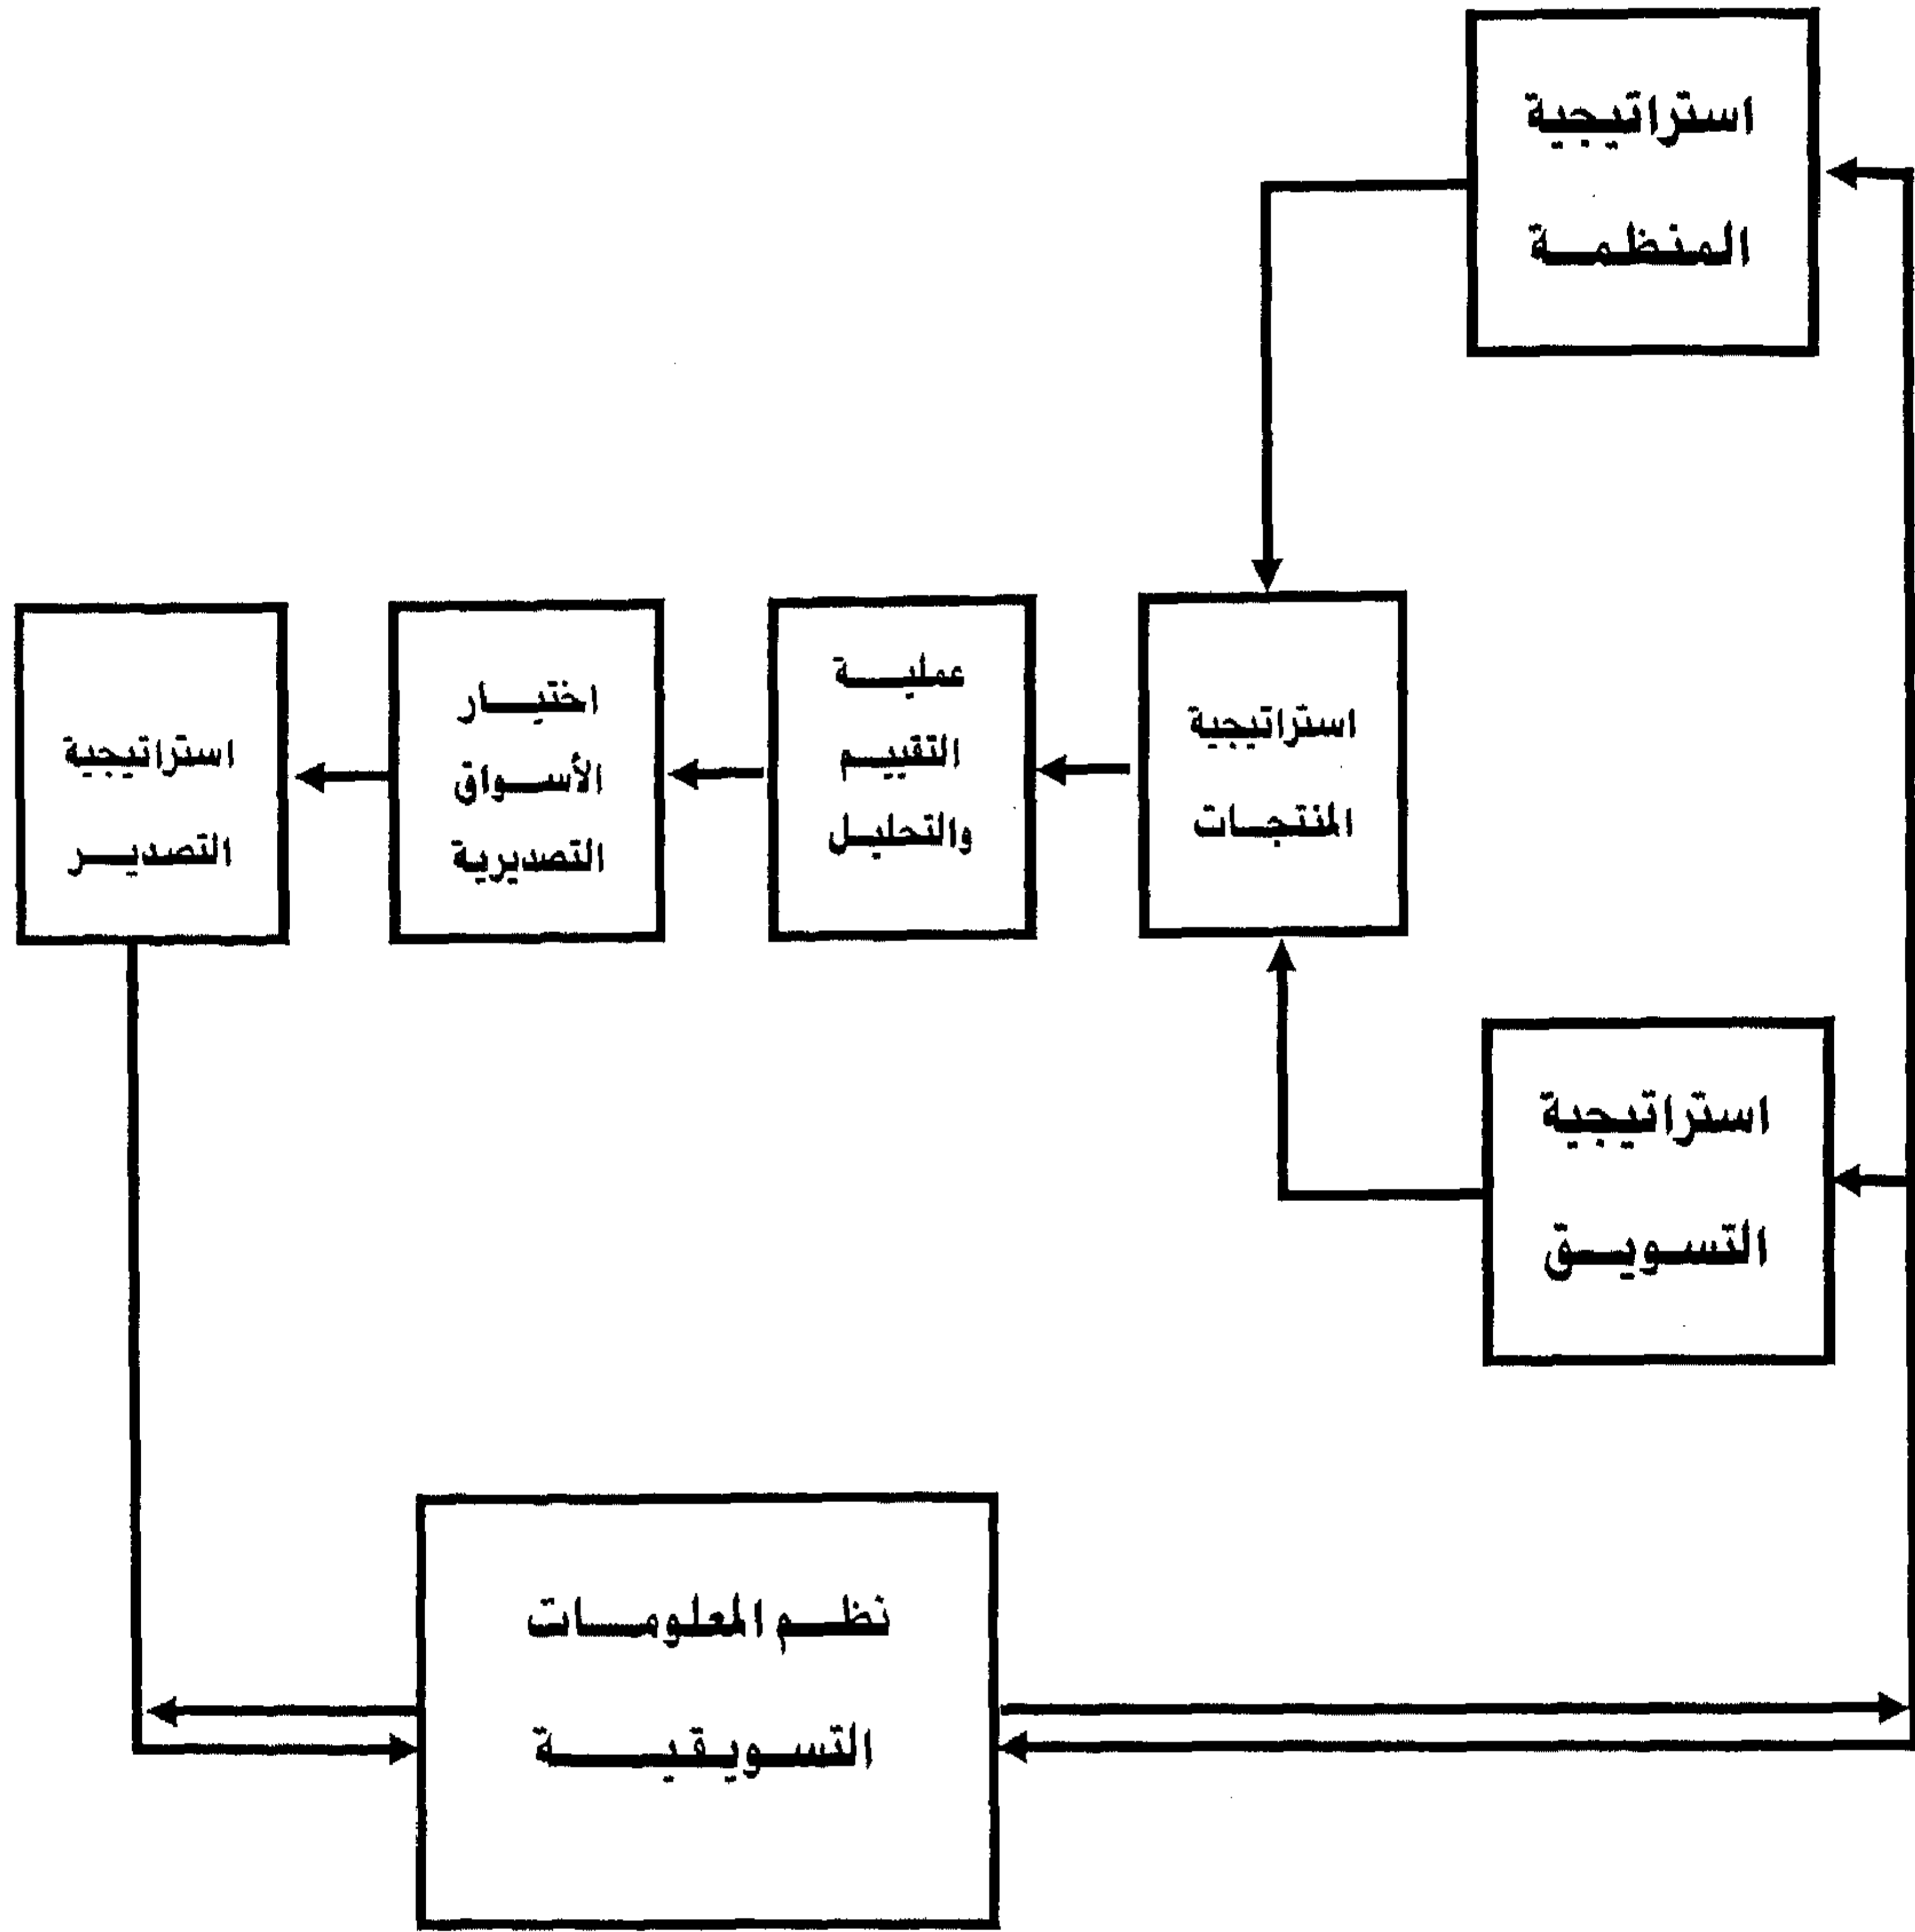 استراتيجية
المنظمة
استراتيجية
المنتجات
عملية
التقييم
والتحليل
اختيار
الأسواق
التصديرية
استراتيجية
التصدير
استراتيجية
التسويق
نظم المعلومات
التسويقية